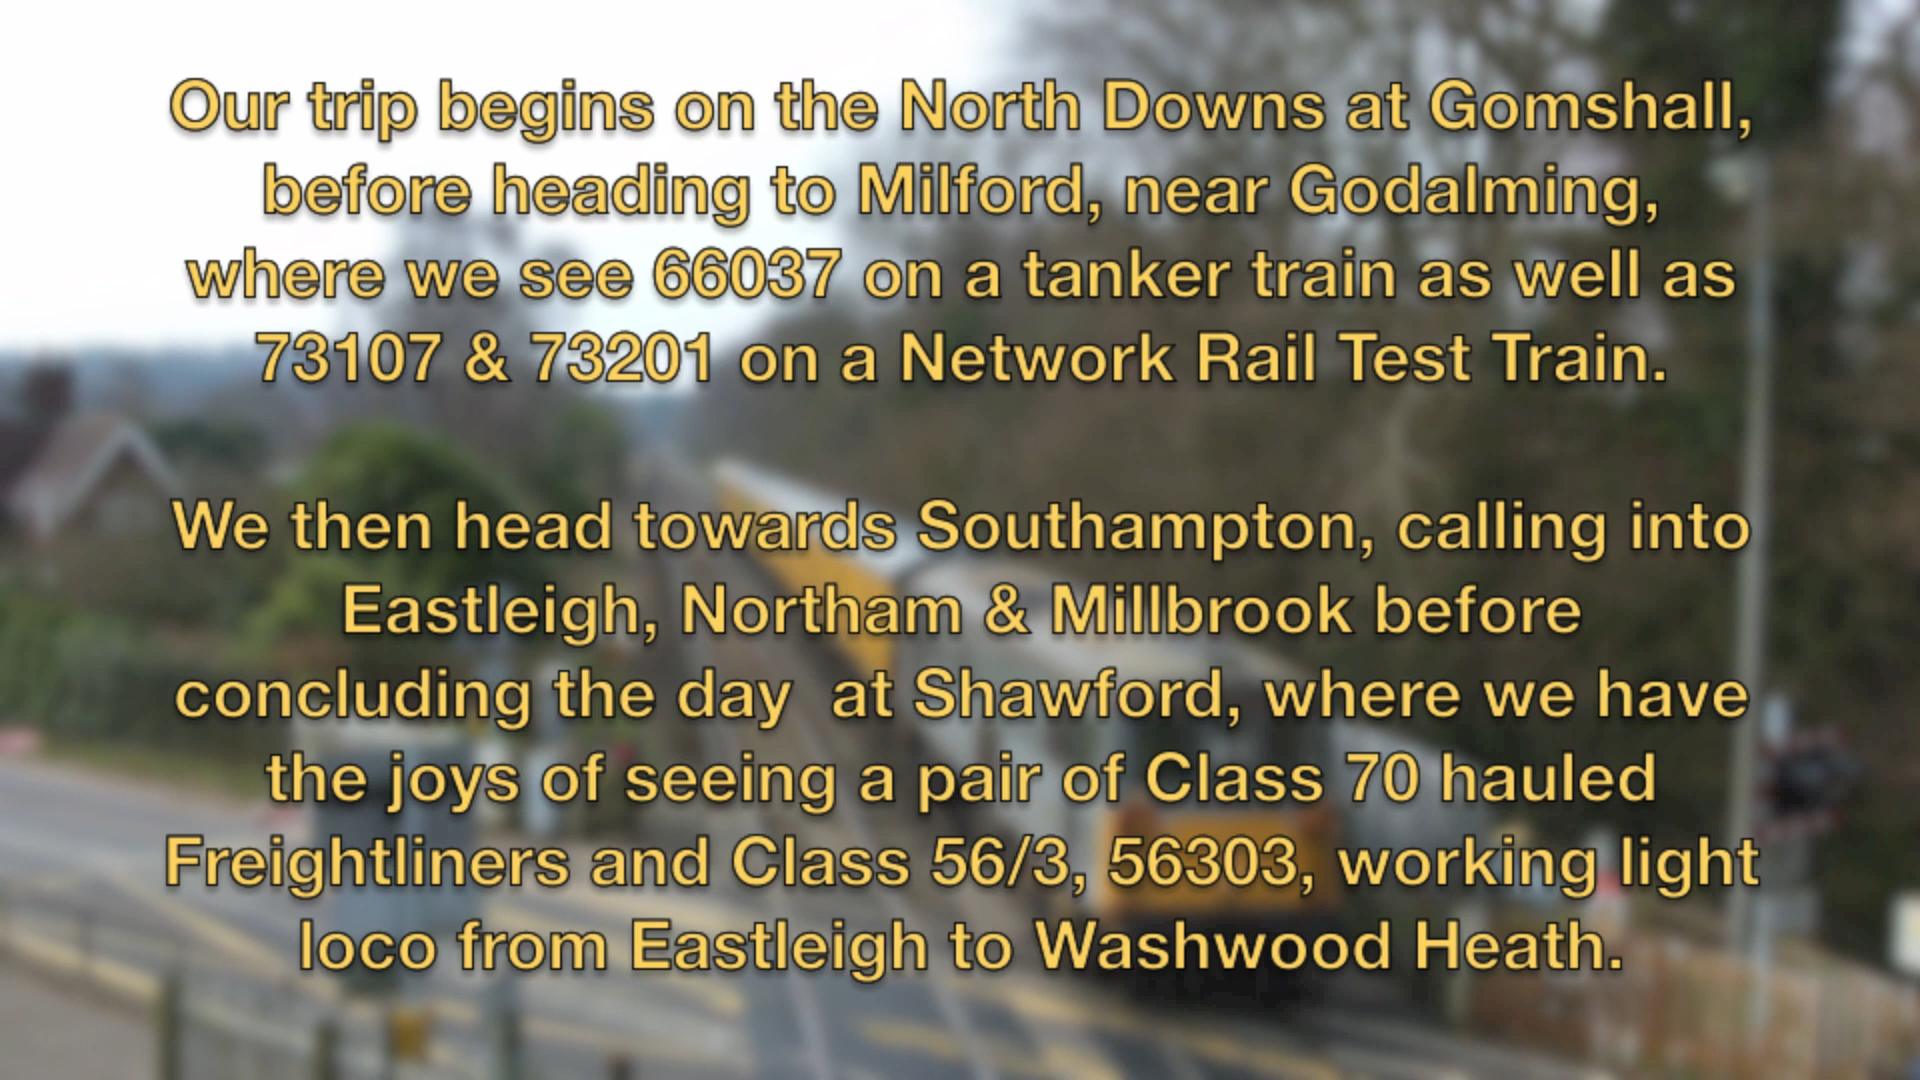 Our trip begins on the North Downs at Gomshall,
before heading to Milford, near Godalming,
where we see 66037 on a tanker train as well as
73107 & 73201 on a Network Rail Test Train.
We then head towards Southampton, calling into
Eastleigh, Northam & Millbrook before
concluding the day  at Shawford, where we have
the joys of seeing a pair of Class 70 hauled
Freightliners and Class 56/3, 56303, working light
loco from Eastleigh to Washwood Heath.